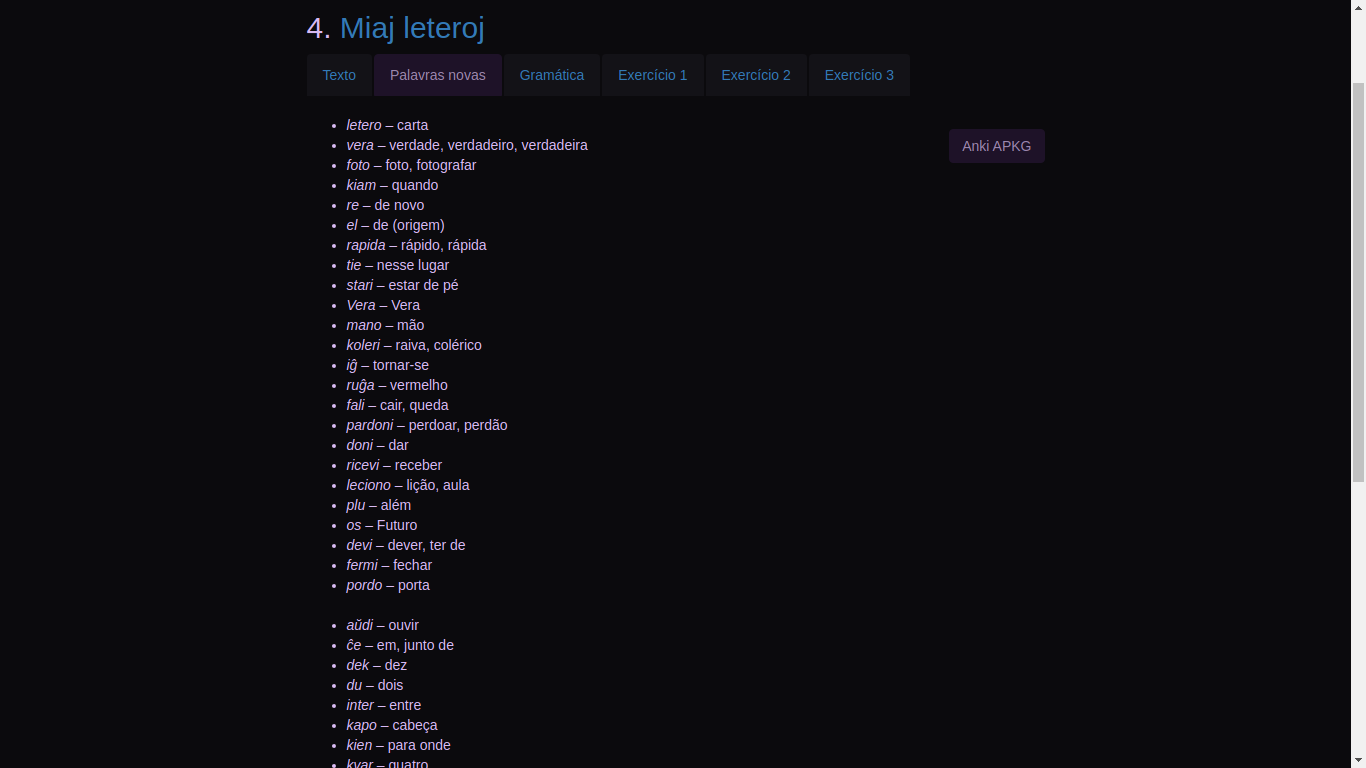 4. Miaj leteroj
Texto Palavras novas Gramática Exercício 1 Exercício 2 Exercício 3
letero – carta
Anki APKG
vera – verdade, verdadeiro, verdadeira
foto – foto, fotografar
kiam – quando
re – de novo
el – de (origem)
rapida – rápido, rápida
tie – nesse lugar
stari – estar de pé
Vera – Vera
mano – mão
koleri – raiva, colérico
iĝ – tornar-se
ruĝa – vermelho
fali – cair, queda
pardoni – perdoar, perdão
doni – dar
ricevi – receber
leciono – lição, aula
plu – além
os – Futuro
devi – dever, ter de
fermi – fechar
pordo – porta
aŭdi – ouvir
ĉe – em, junto de
dek – dez
du – dois
inter – entre
kapo – cabeça
kien – para onde
kvar – quatro